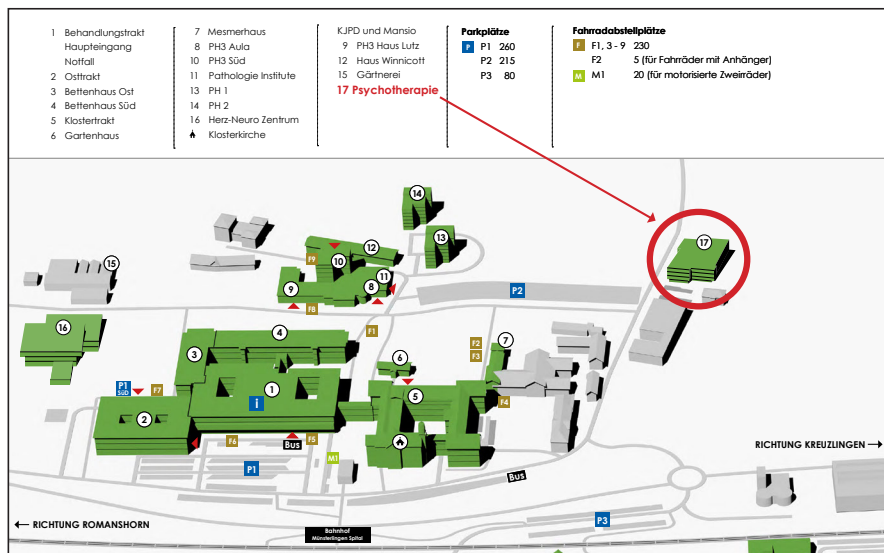 1 Behandlungstrakt
Haupteingang
Notfall
2 Osttrakt
3 Bettenhaus Ost
4 Bettenhaus Süd
5 Klostertrakt
6 Gartenhaus
7 Mesmerhaus
8 PH3 Aula
10 PH3 Süd
11 Pathologie Institute
13 PH 1
14 PH 2
16 Herz-Neuro Zentrum
Klosterkirche
KJPD und Mansio
9 PH3 Haus Lutz
12 Haus Winnicott
15 Gärtnerei
17 Psychotherapie
Parkplätze
P P1 260
P2 215
P3 80
Fahrradabstellplätze
F F1, 3 - 9 230
F2 5 (für Fahrräder mit Anhänger)
M M1 20 (für motorisierte Zweiräder)
14
13
17
12
10
11
15
F9
9
8
P2
F8
16
4
F1
F2
7
3
F3
6
P1
Süd
F7
1
5
i
F4
2
F6
Bus
F5
M1
P1
Bus
RICHTUNG KREUZLINGEN
RICHTUNG ROMANSHORN
P3
Bahnhof
Münsterlingen Spital